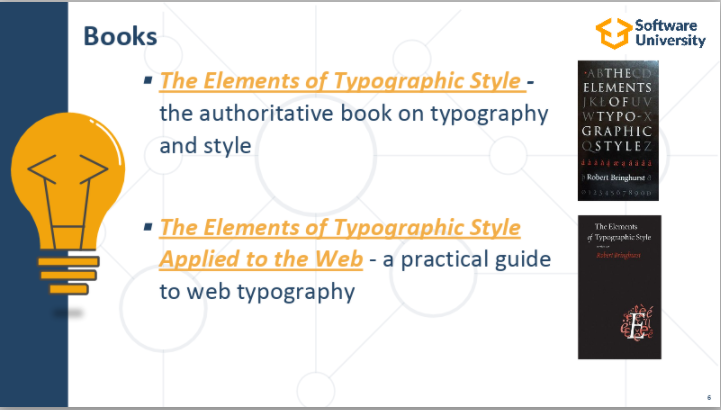 Books
Software
University
▪ The Elements of Typographic Style -
the authoritative book on typography
and style
·ABTHECD
ELEMENTS
JKLOFUV
WTYPO-X
GRAPHIC
QSTYLEZ
Robert Bringhurst
▪ The Elements of Typographic Style
Applied to the Web - a practical guide
to web typography
The Elements
of Typographic Style
Robert Bringhurst
E
6